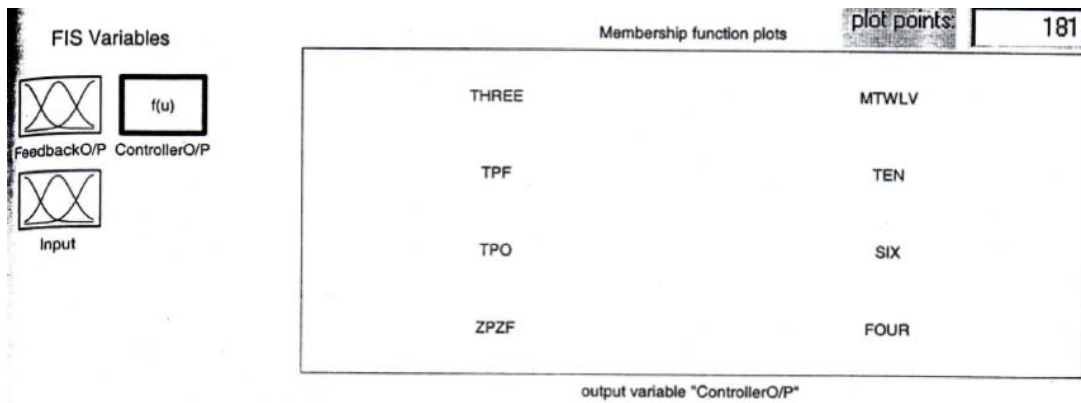 FIS Variables
Membership function plots
plot points:
181
f(u)
FeedbackO/P
ControllerO/P
Input
THREE
MTWLV
TPF
TEN
TPO
SIX
ZPZF
FOUR
output variable "ControllerO/P"